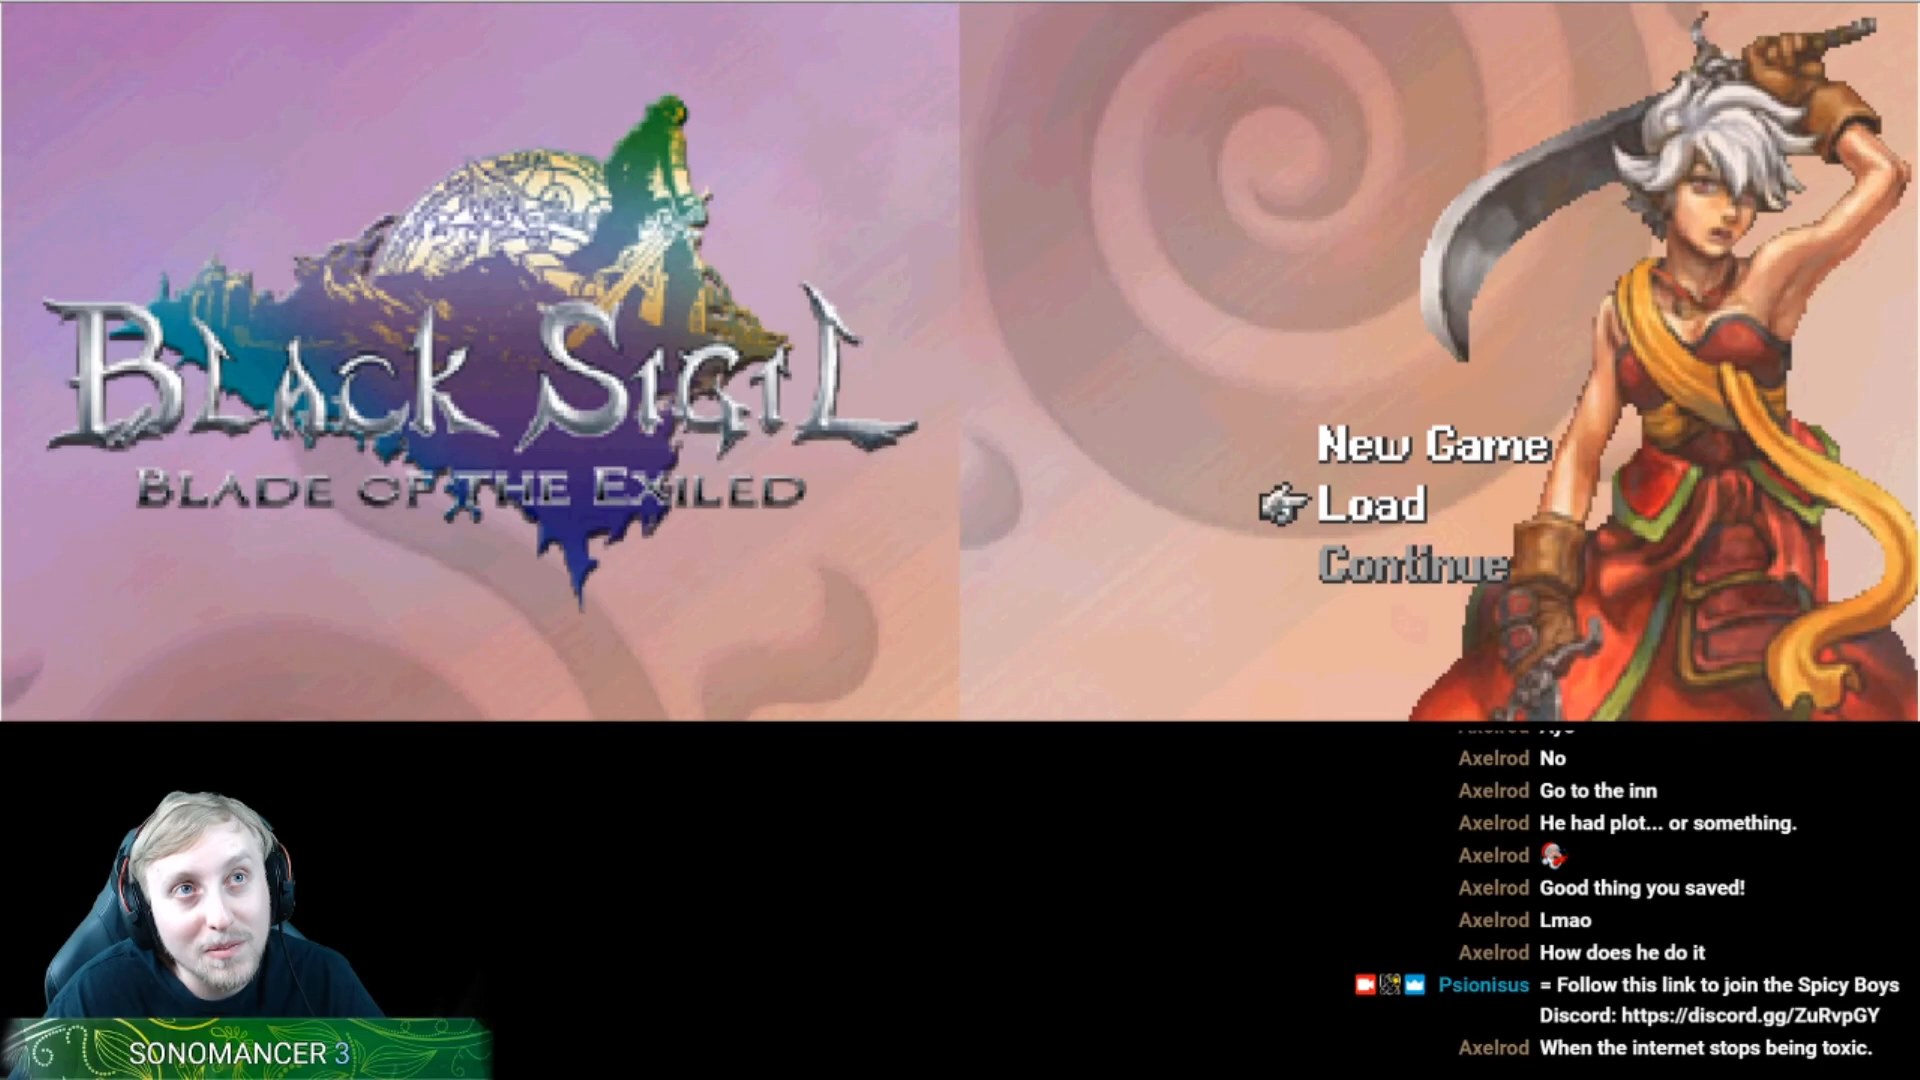 BLACK SIGIL
BLADE OF THE EXILED
New Game
Load
Continue
Axelrod No
Axelrod Go to the inn
Axelrod He had plot... or something.
Axelrod
Axelrod Good thing you saved!
Axelrod Lmao
Axelrod How does he do it
Psionisus = Follow this link to join the Spicy Boys
Discord: https://discord.gg/ZuRvpGY
Axelrod When the internet stops being toxic.
SONOMANCER 3